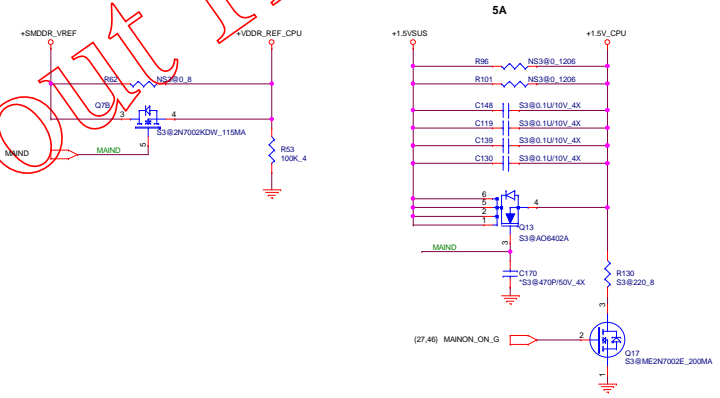 5A
+SMDDR_VREF
+VDDR_REF_CPU
R62
NS3@0_8
Q7B
3
4
S3@2N7002KDW_115MA
5
MAIND
MAIND
R53
100K_4
out
+1.5VSUS
+1.5V_CPU
R96
NS3@0_1206
R101
NS3@0_1206
C148
S3@0.1U/10V_4X
C119
S3@0.1U/10V_4X
C139
S3@0.1U/10V_4X
C130
S3@0.1U/10V_4X
6
5
2
1
4
Q13
S3@AO6402A
3
MAIND
C170
*S3@470P/50V_4X
R130
S3@220_8
3
(27,46) MAINON_ON_G
2
Q17
S3@ME2N7002E_200MA
1